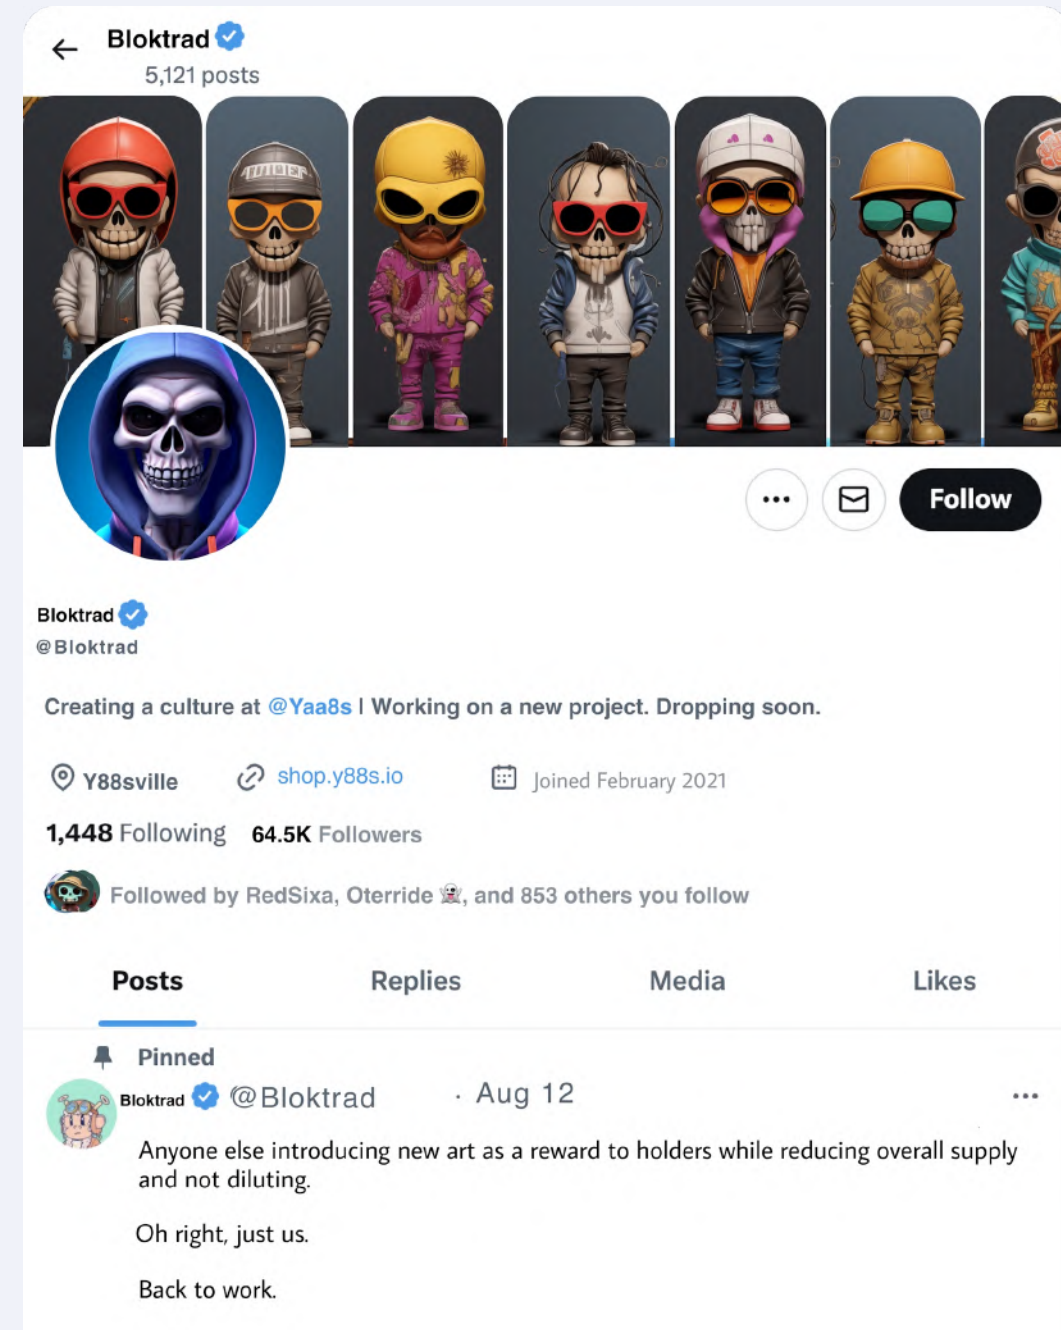 Bloktrad
5,121 posts
Follow
Bloktrad
@Bloktrad
Creating a culture at @Yaa8s | Working on a new project. Dropping soon.
Y88sville shop.y88s.io Joined February 2021
1,448 Following 64.5K Followers
Followed by RedSixa, Oterride 👻, and 853 others you follow
Posts Replies Media Likes
Pinned
Bloktrad @Bloktrad · Aug 12
Anyone else introducing new art as a reward to holders while reducing overall supply
and not diluting.
Oh right, just us.
Back to work.